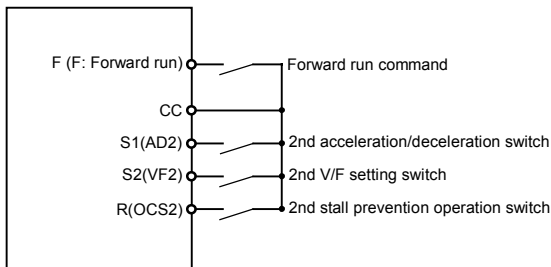 F (F: Forward run) Forward run command
CC
S1(AD2) 2nd acceleration/deceleration switch
S2(VF2) 2nd V/F setting switch
R(OCS2) 2nd stall prevention operation switch